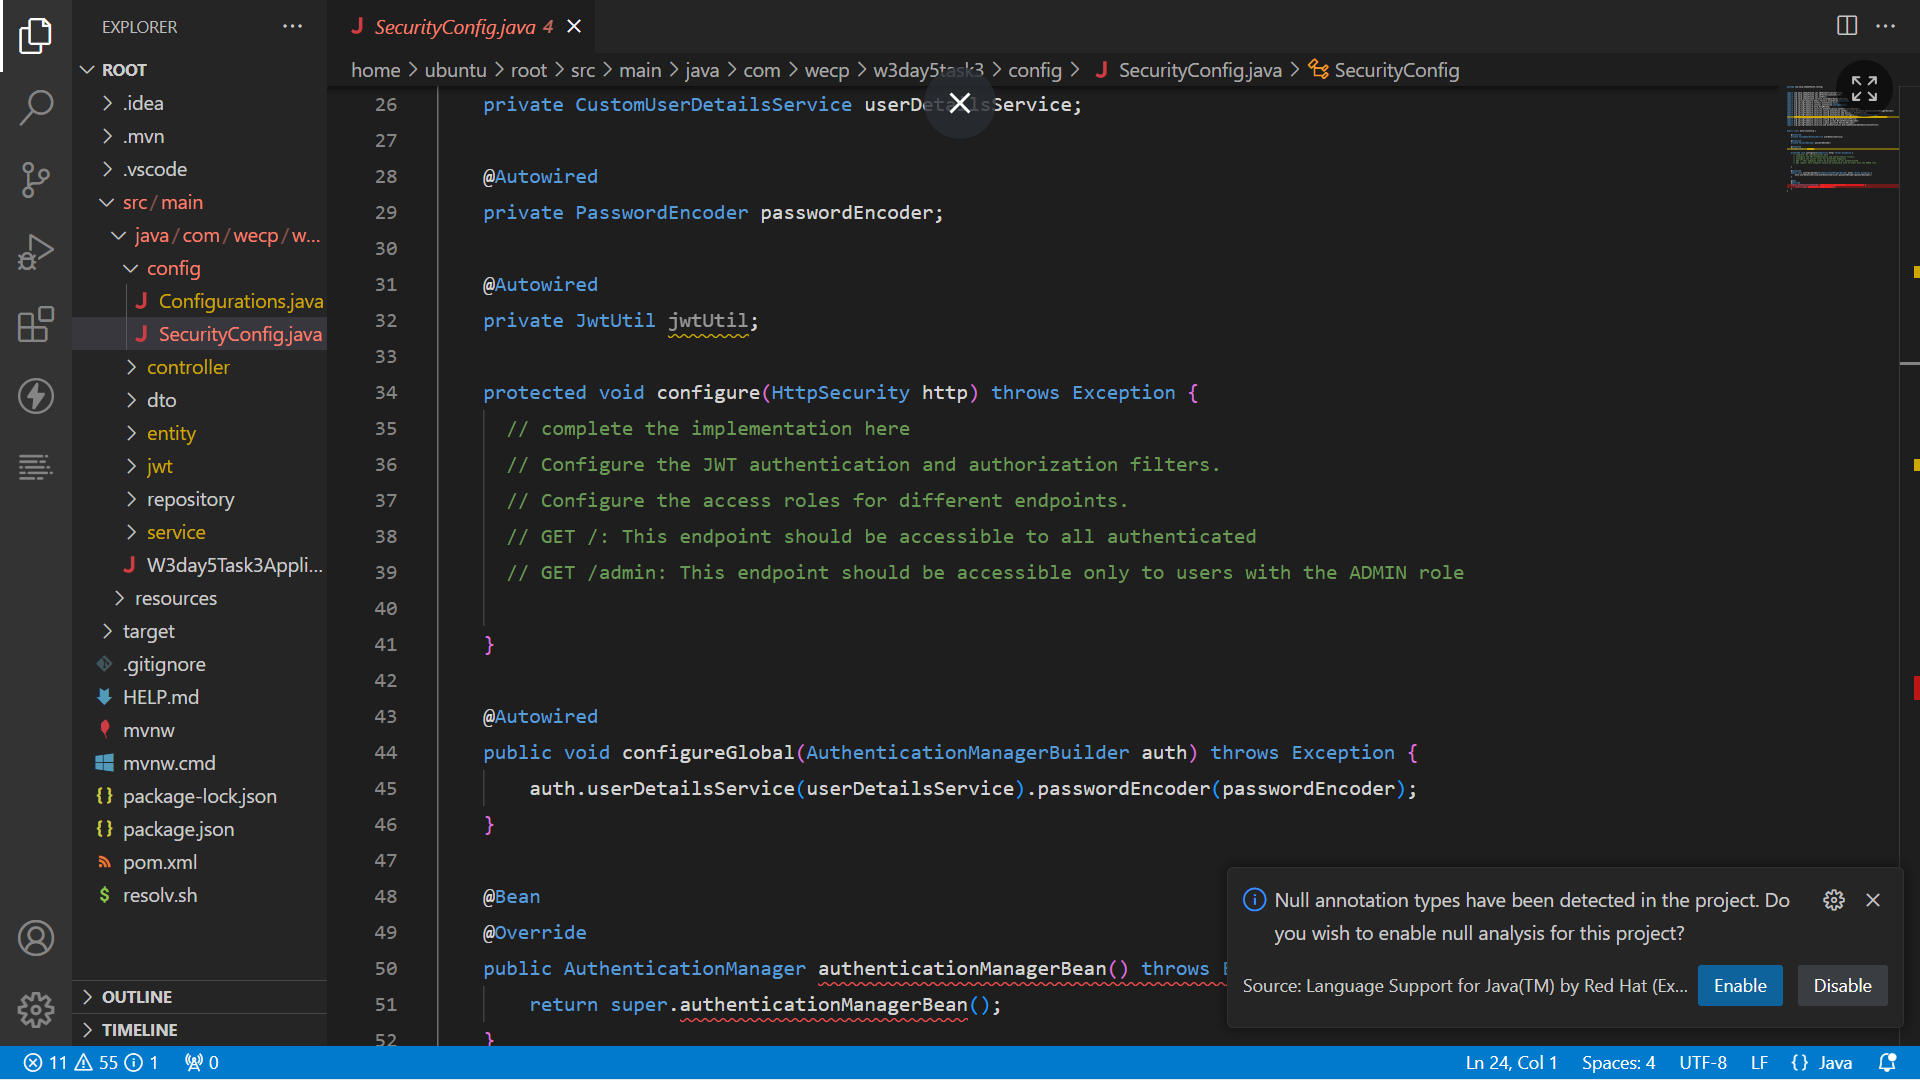 EXPLORER
ROOT
.idea
.mvn
.vscode
src/main
java/com/wecp/w...
config
Configurations.java
SecurityConfig.java
controller
dto
entity
jwt
repository
service
W3day5Task3Appli...
resources
target
.gitignore
HELP.md
mvnw
mvnw.cmd
package-lock.json
package.json
pom.xml
resolv.sh
OUTLINE
TIMELINE
SecurityConfig.java 4
home > ubuntu > root > src > main > java > com > wecp > w3day5task3 > config > SecurityConfig.java > SecurityConfig
26 private CustomUserDetailsService userDetailsService;
27
28 @Autowired
29 private PasswordEncoder passwordEncoder;
30
31 @Autowired
32 private JwtUtil jwtUtil;
33
34 protected void configure(HttpSecurity http) throws Exception {
35 // complete the implementation here
36 // Configure the JWT authentication and authorization filters.
37 // Configure the access roles for different endpoints.
38 // GET /: This endpoint should be accessible to all authenticated
39 // GET /admin: This endpoint should be accessible only to users with the ADMIN role
40
41 }
42
43 @Autowired
44 public void configureGlobal(AuthenticationManagerBuilder auth) throws Exception {
45 auth.userDetailsService(userDetailsService).passwordEncoder(passwordEncoder);
46 }
47
48 @Bean
49 @Override
50 public AuthenticationManager authenticationManagerBean() throws E
51 return super.authenticationManagerBean();
52 }
Null annotation types have been detected in the project. Do
you wish to enable null analysis for this project?
Source: Language Support for Java(TM) by Red Hat (Ex... Enable Disable
11 55 1 0 Ln 24, Col 1 Spaces: 4 UTF-8 LF {} Java